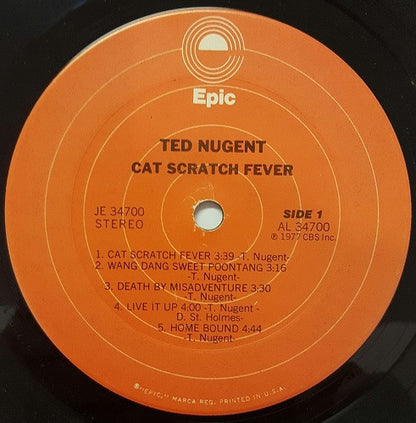 Epic
TED NUGENT
CAT SCRATCH FEVER
JE 34700
STEREO
SIDE 1
AL 34700
℗ 1977 CBS Inc.
1. CAT SCRATCH FEVER 3:39 -T. Nugent-
2. WANG DANG SWEET POONTANG 3:16
-T. Nugent-
3. DEATH BY MISADVENTURE 3:30
-T. Nugent-
4. LIVE IT UP 4:00 -T. Nugent -
D. St. Holmes-
5. HOME BOUND 4:44
-T. Nugent-
®"EPIC," MARCA REG. PRINTED IN U.S.A.